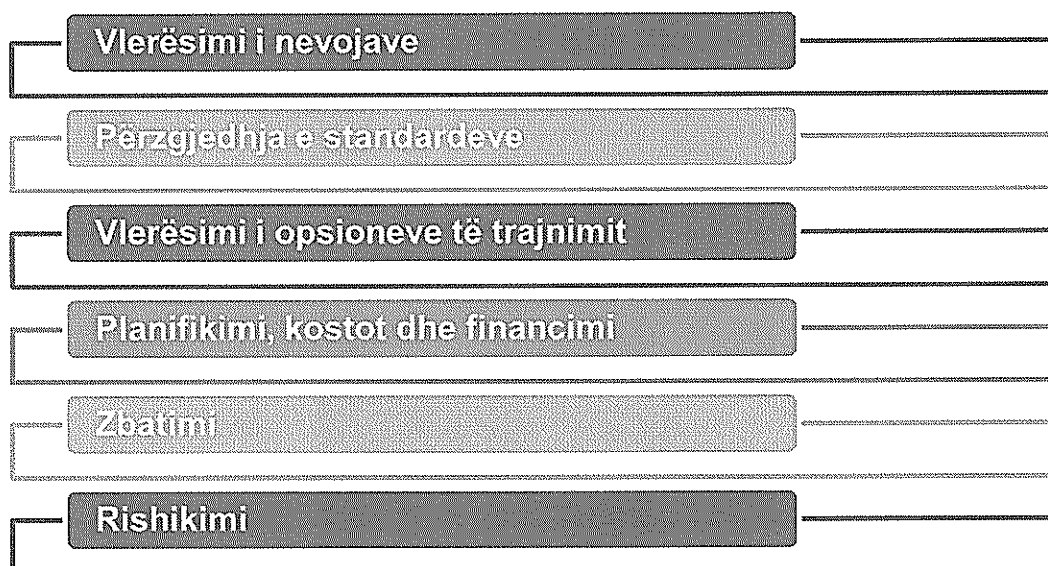 Vlerësimi i nevojave
Përzgjedhja e standardeve
Vlerësimi i opsioneve të trajnimit
Planifikimi, kostot dhe financimi
Zbatimi
Rishikimi